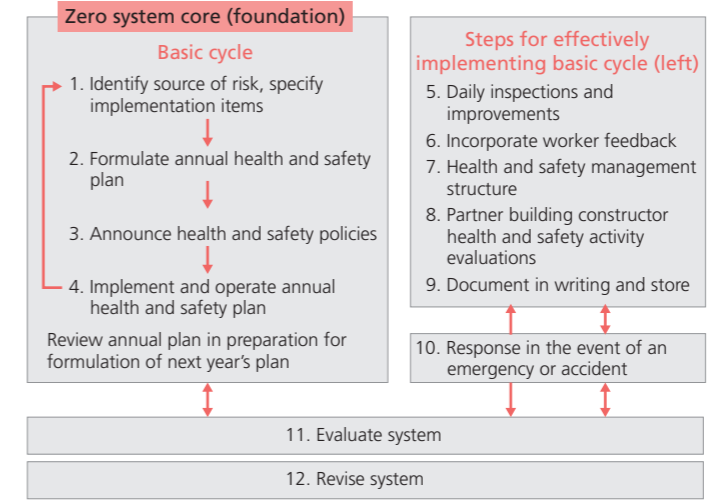 Zero system core (foundation)
Basic cycle
1. Identify source of risk, specify
implementation items
2. Formulate annual health and safety
plan
3. Announce health and safety policies
4. Implement and operate annual
health and safety plan
Review annual plan in preparation for
formulation of next year’s plan
Steps for effectively
implementing basic cycle (left)
5. Daily inspections and
improvements
6. Incorporate worker feedback
7. Health and safety management
structure
8. Partner building constructor
health and safety activity
evaluations
9. Document in writing and store
10. Response in the event of an
emergency or accident
11. Evaluate system
12. Revise system